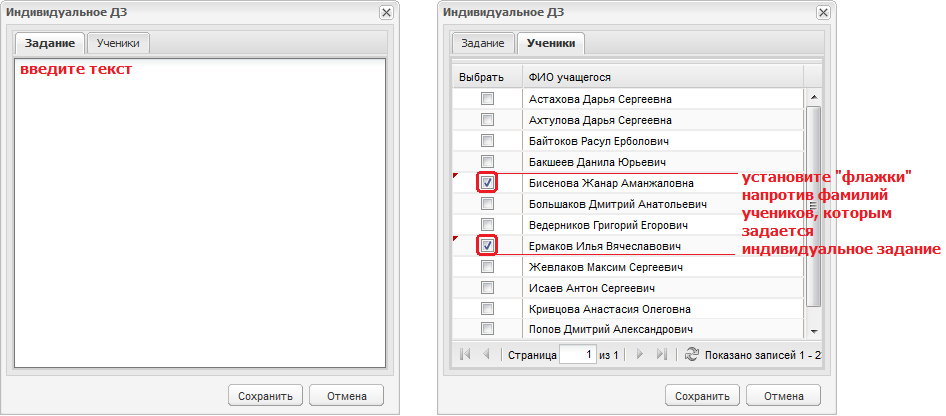 Индивидуальное ДЗ
Задание Ученики
введите текст
Сохранить Отмена
Индивидуальное ДЗ
Задание Ученики
Выбрать ФИО учащегося
Астахова Дарья Сергеевна
Ахтулова Дарья Сергеевна
Байтоков Расул Ерболович
Бакшеев Данила Юрьевич
Бисенова Жанар Аманжаловна
Большаков Дмитрий Анатольевич
Ведерников Григорий Егорович
Ермаков Илья Вячеславович
Жевлаков Максим Сергеевич
Исаев Антон Сергеевич
Кривцова Анастасия Олеговна
Попов Дмитрий Александрович
установите "флажки"
напротив фамилий
учеников, которым
задается
индивидуальное задание
Страница 1 из 1 Показано записей 1 - 2
Сохранить Отмена